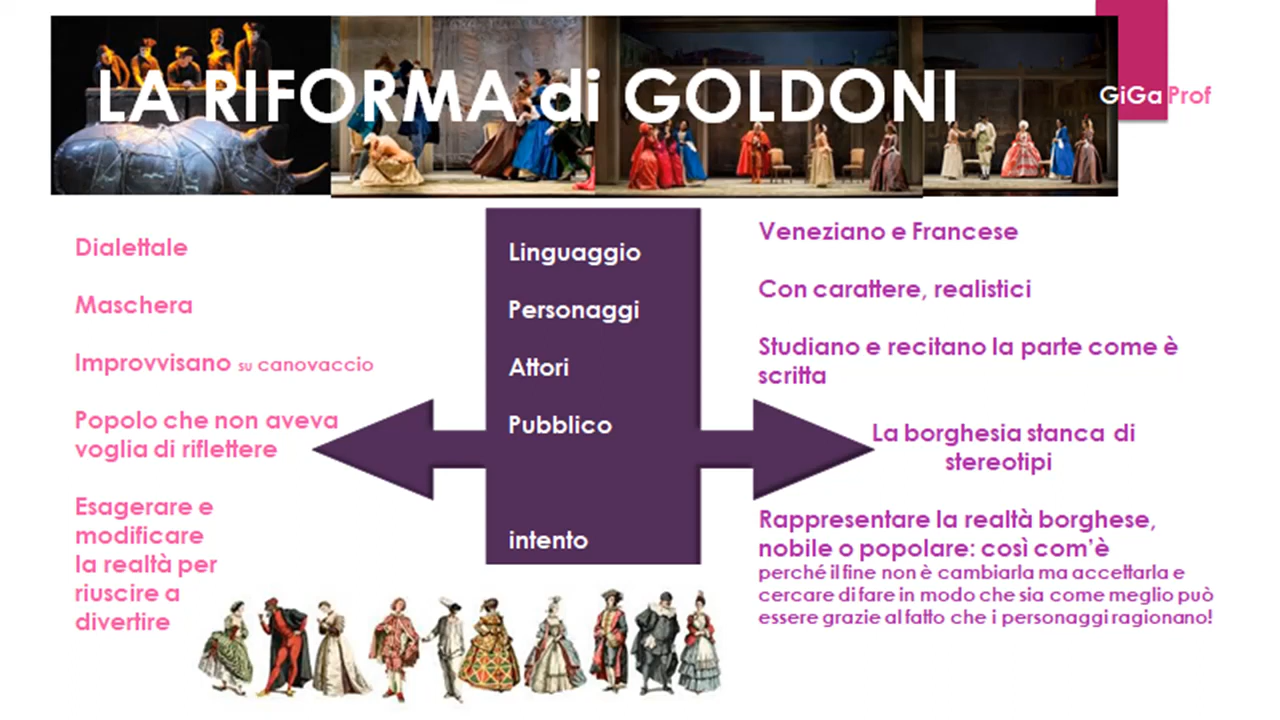 LA RIFORMA di GOLDONI
GiGa Prof
Dialettale
Maschera
Improvvisano su canovaccio
Popolo che non aveva
voglia di riflettere
Esagerare e
modificare
la realtà per
riuscire a
divertire
Linguaggio
Personaggi
Attori
Pubblico
intento
Veneziano e Francese
Con carattere, realistici
Studiano e recitano la parte come è
scritta
La borghesia stanca di
stereotipi
Rappresentare la realtà borghese,
nobile o popolare: così com'è
perché il fine non è cambiarla ma accettarla e
cercare di fare in modo che sia come meglio può
essere grazie al fatto che i personaggi ragionano!